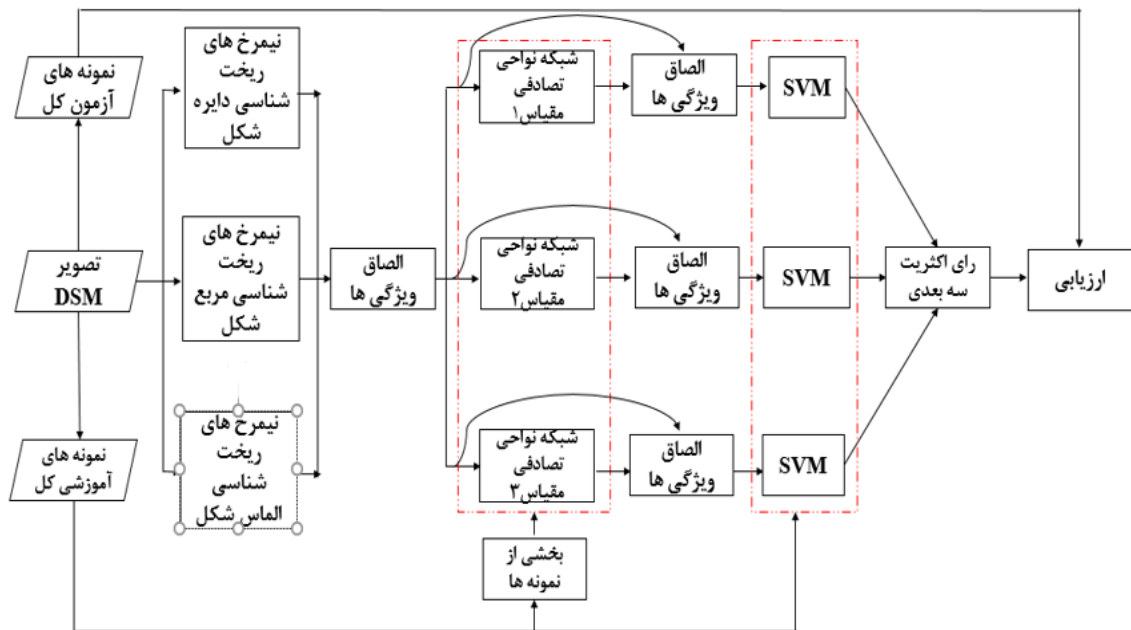 نمونه های
آزمون کل
تصویر
DSM
نمونه های
آموزشی کل
نیمرخ های
ریخت
شناسی دایره
شکل
نیمرخ های
ریخت
شناسی مربع
شکل
نیمرخ های
ریخت
شناسی
الماس شکل
الصاق
ویژگی ها
شبکه نواحی
تصادفی
مقیاس۱
شبکه نواحی
تصادفی
مقیاس۲
شبکه نواحی
تصادفی
مقیاس۳
بخشی از
نمونه ها
الصاق
ویژگی ها
الصاق
ویژگی ها
الصاق
ویژگی ها
SVM
SVM
SVM
رای اکثریت
سه بعدی
ارزیابی